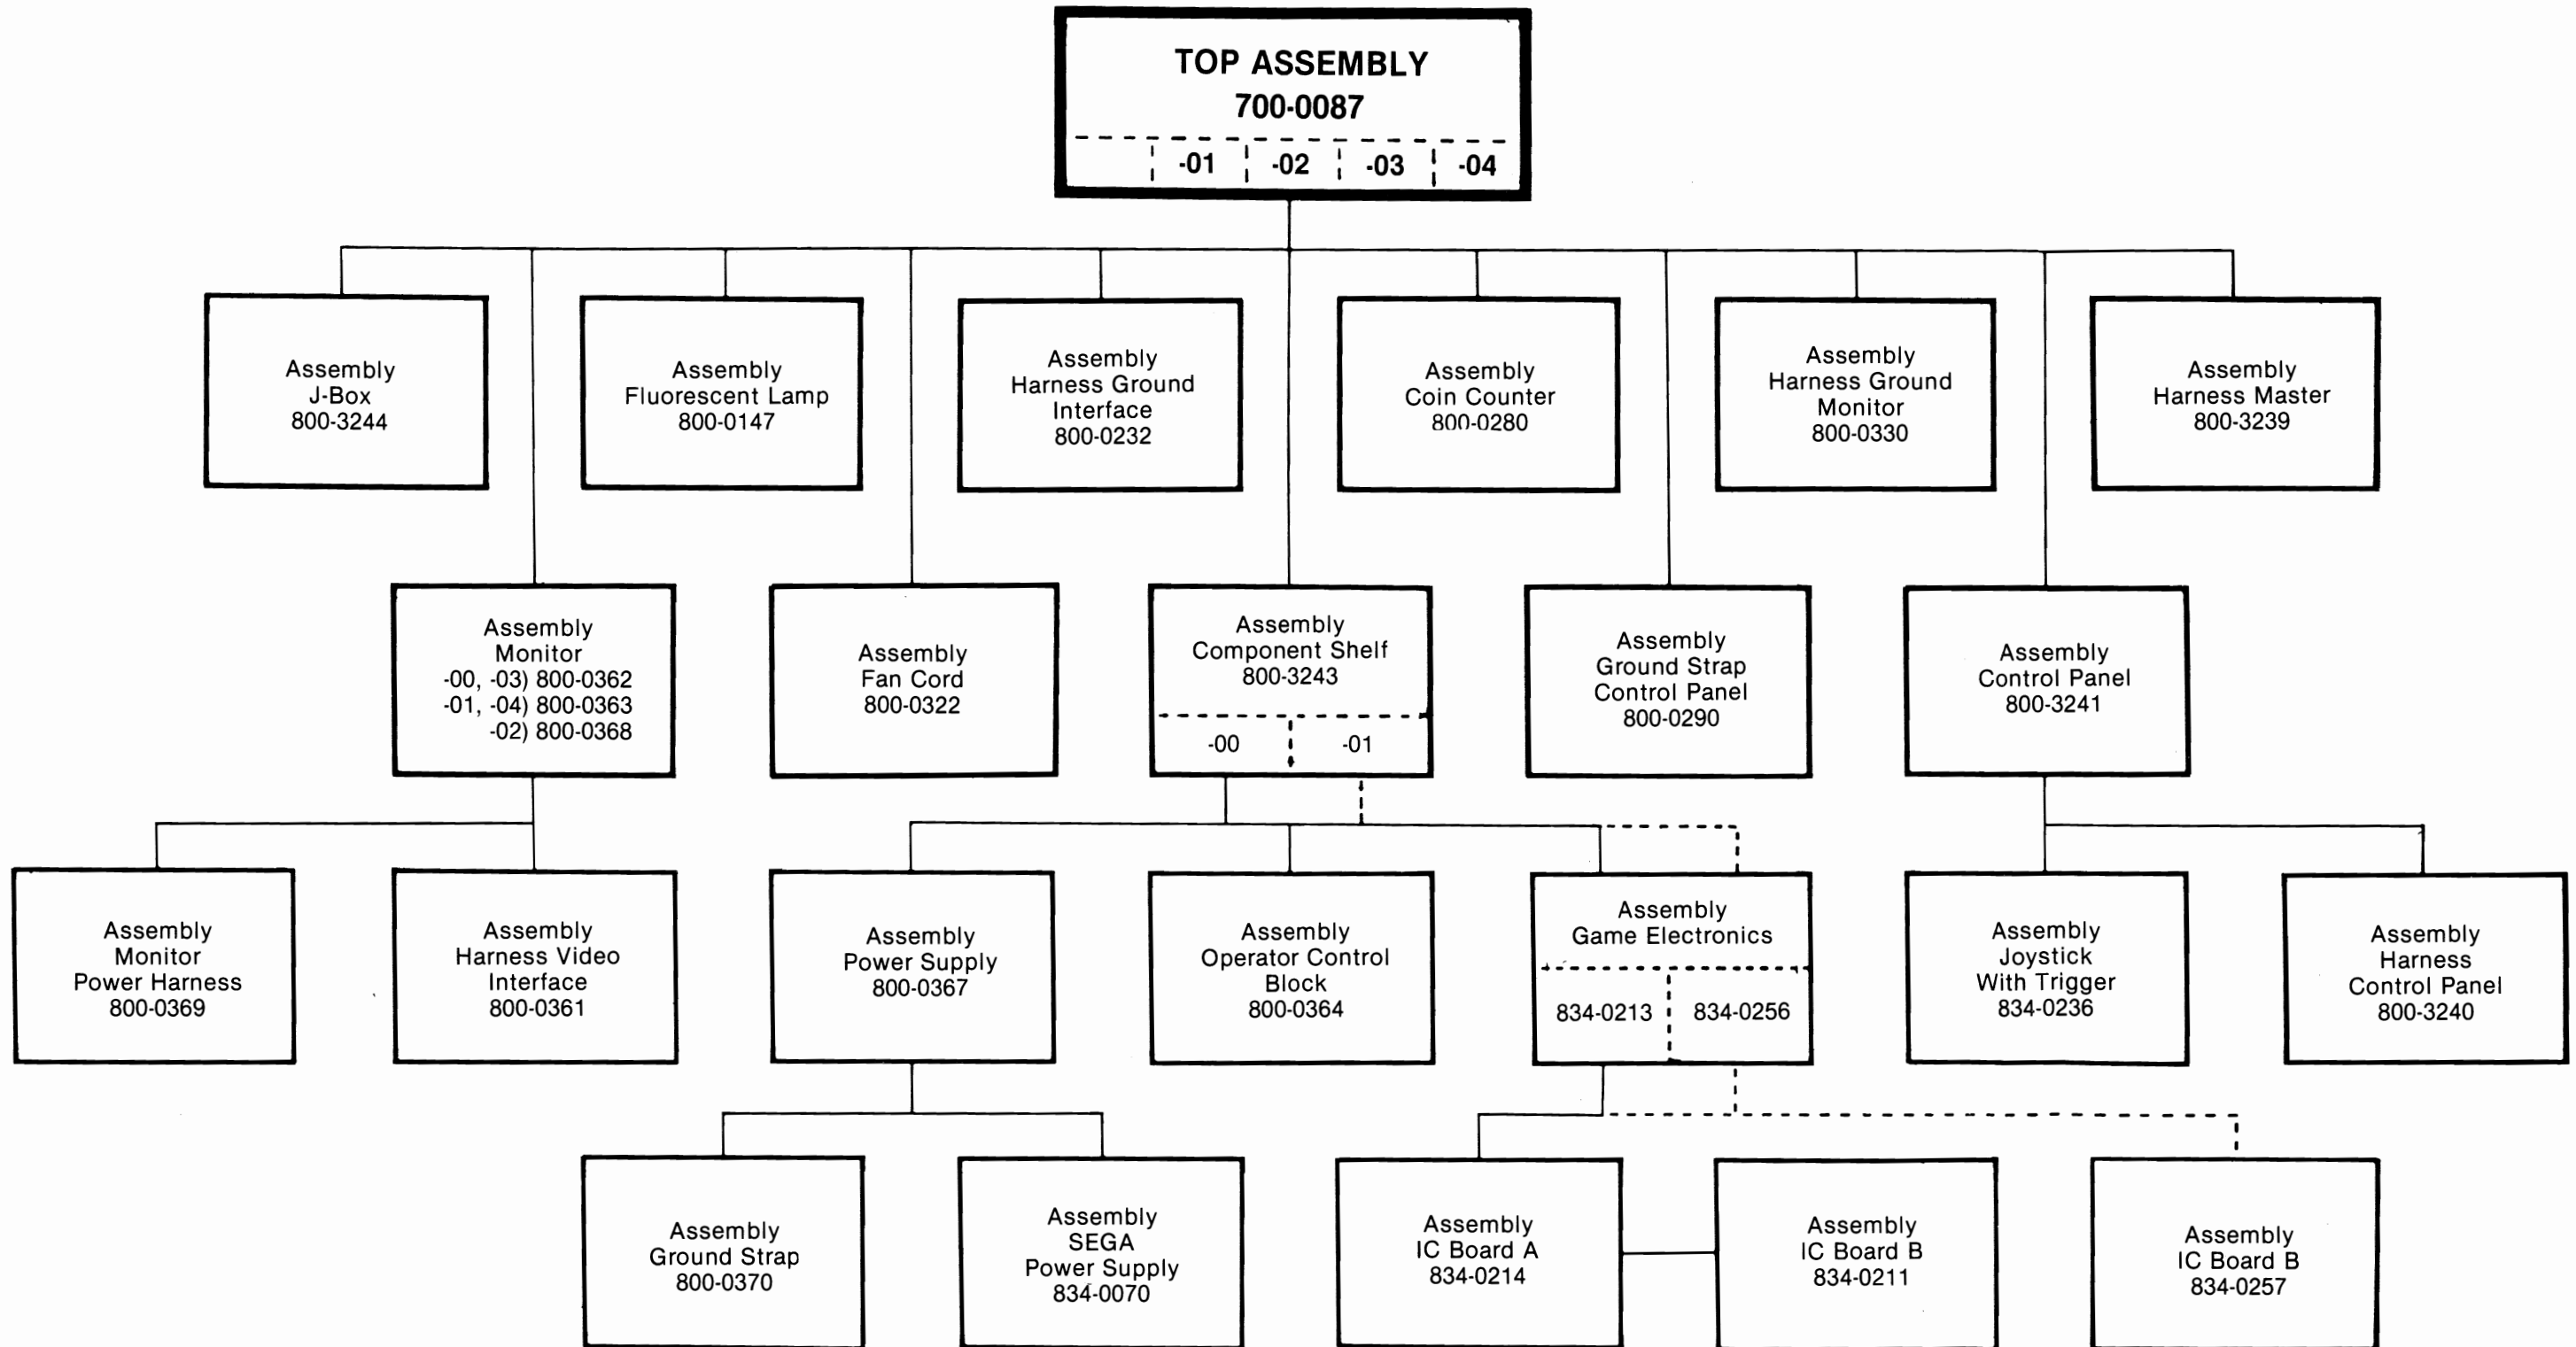 TOP ASSEMBLY
700-0087
-01 -02 -03 -04
Assembly
J-Box
800-3244
Assembly
Fluorescent Lamp
800-0147
Assembly
Harness Ground
Interface
800-0232
Assembly
Coin Counter
800-0280
Assembly
Harness Ground
Monitor
800-0330
Assembly
Harness Master
800-3239
Assembly
Monitor
-00, -03) 800-0362
-01, -04) 800-0363
-02) 800-0368
Assembly
Fan Cord
800-0322
Assembly
Component Shelf
800-3243
-00 -01
Assembly
Ground Strap
Control Panel
800-0290
Assembly
Control Panel
800-3241
Assembly
Monitor
Power Harness
800-0369
Assembly
Harness Video
Interface
800-0361
Assembly
Power Supply
800-0367
Assembly
Operator Control
Block
800-0364
Assembly
Game Electronics
834-0213 834-0256
Assembly
Joystick
With Trigger
834-0236
Assembly
Harness
Control Panel
800-3240
Assembly
Ground Strap
800-0370
Assembly
SEGA
Power Supply
834-0070
Assembly
IC Board A
834-0214
Assembly
IC Board B
834-0211
Assembly
IC Board B
834-0257